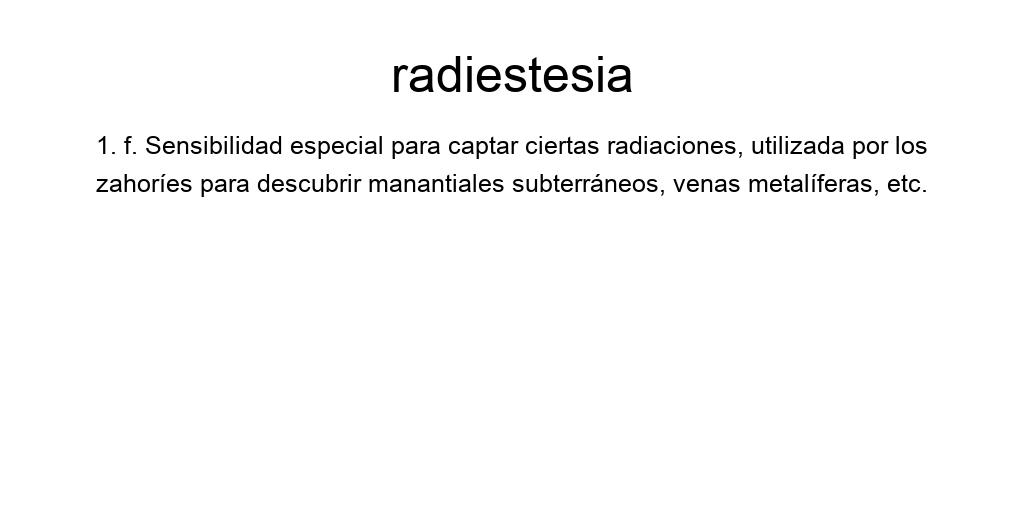 radiestesia
1. f. Sensibilidad especial para captar ciertas radiaciones, utilizada por los
zahoríes para descubrir manantiales subterráneos, venas metalíferas, etc.